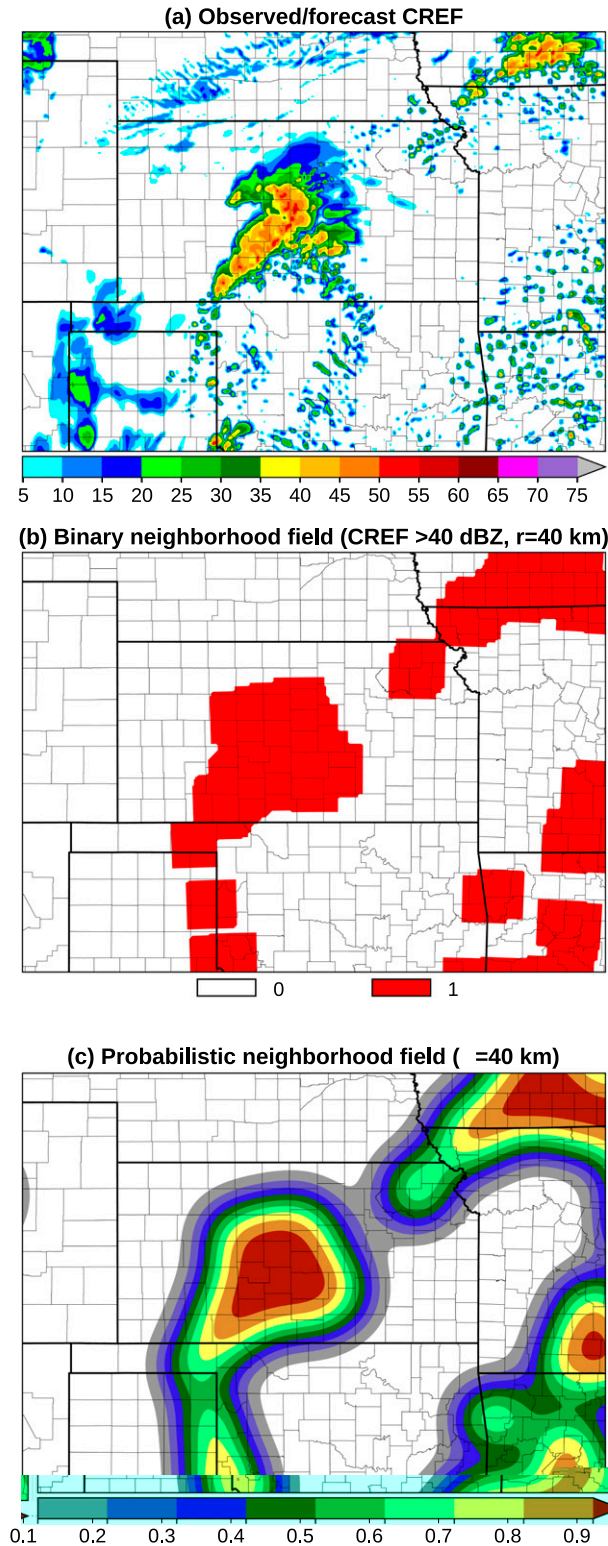 (a) Observed/forecast CREF
5 10 15 20 25 30 35 40 45 50 55 60 65 70 75
(b) Binary neighborhood field (CREF >40 dBZ, r=40 km)
0 1
(c) Probabilistic neighborhood field ( =40 km)
0.1 0.2 0.3 0.4 0.5 0.6 0.7 0.8 0.9